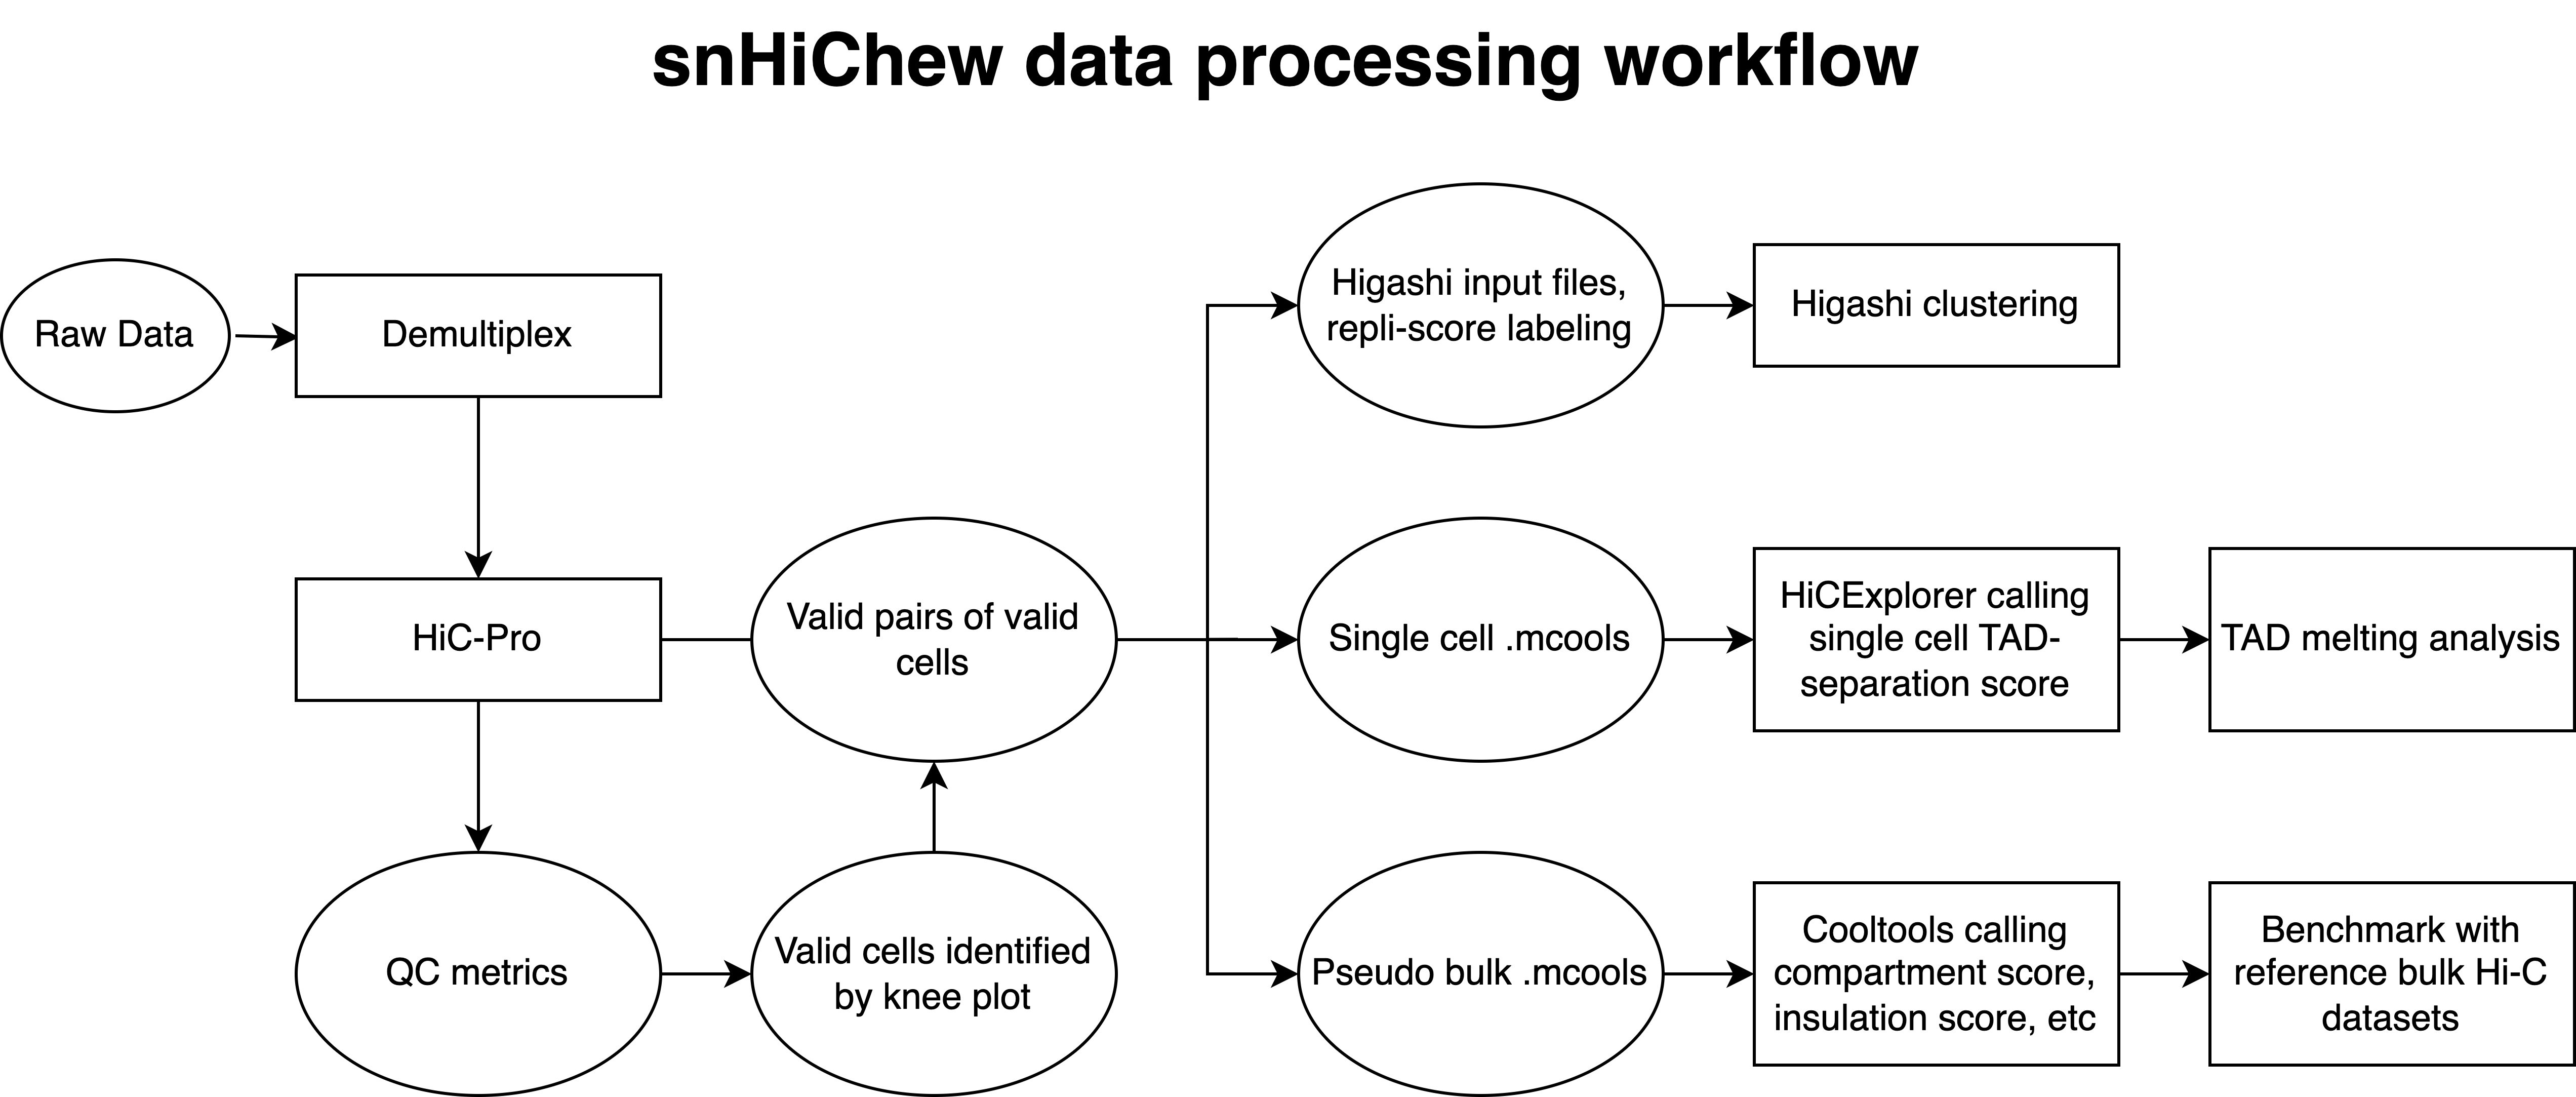 snHiChew data processing workflow
Raw Data
Demultiplex
HiC-Pro
QC metrics
Valid cells identified
by knee plot
Valid pairs of valid
cells
Higashi input files,
repli-score labeling
Higashi clustering
Single cell .mcools
HiCExplorer calling
single cell TAD-
separation score
TAD melting analysis
Pseudo bulk .mcools
Cooltools calling
compartment score,
insulation score, etc
Benchmark with
reference bulk Hi-C
datasets